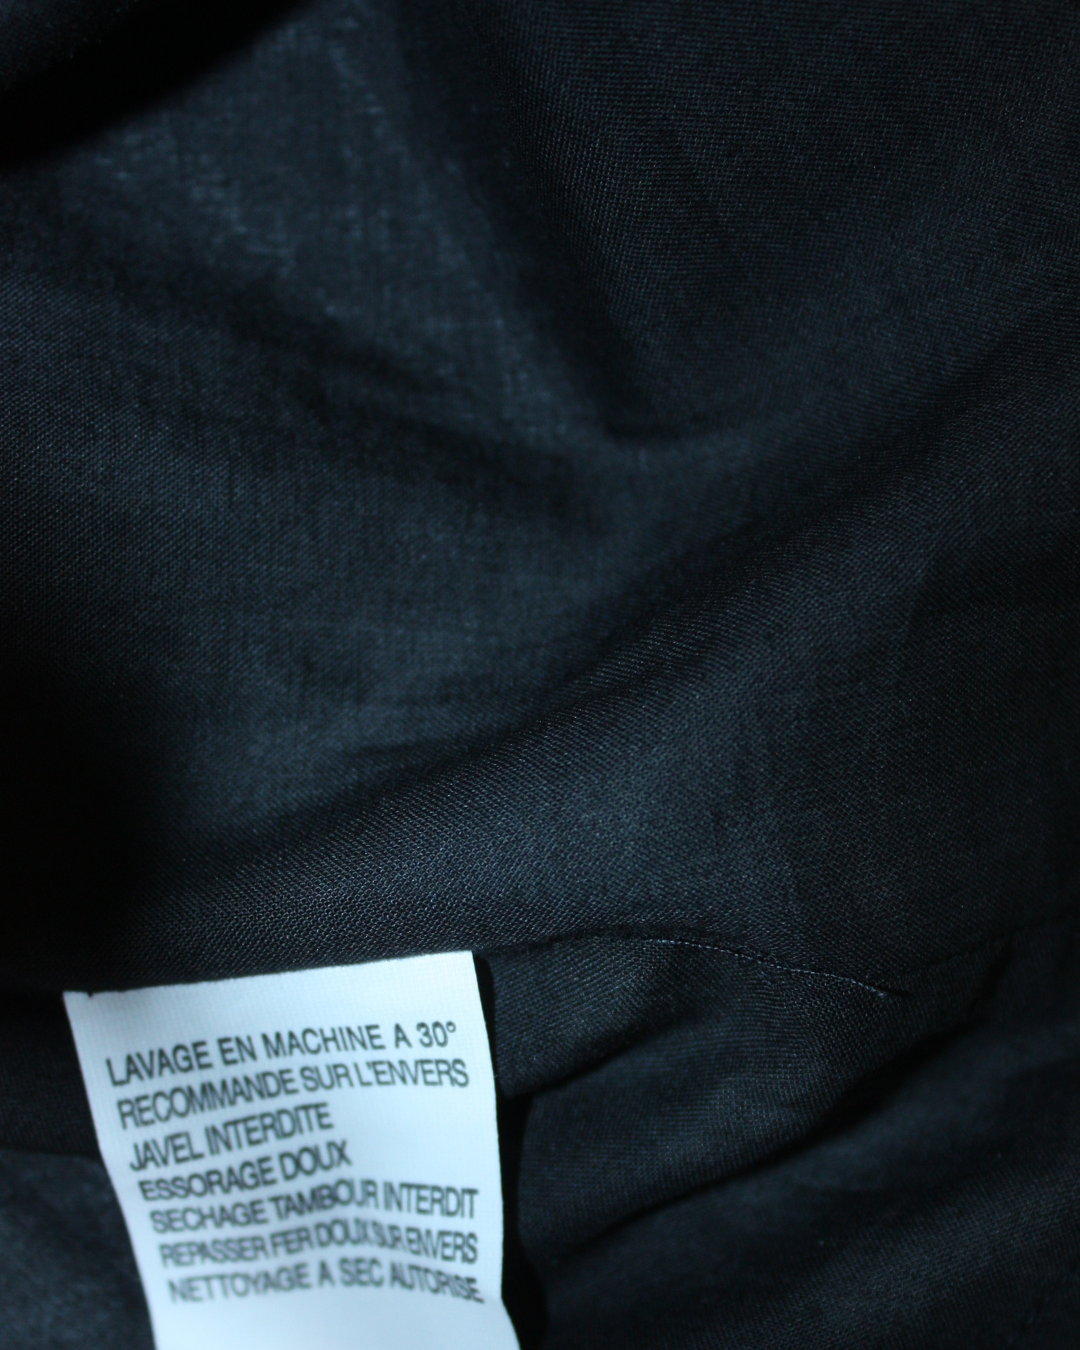 LAVAGE EN MACHINE A 30°
RECOMMANDE SUR L'ENVERS
JAVEL INTERDITE
ESSORAGE DOUX
SECHAGE TAMBOUR INTERDIT
REPASSER FER DOUX SUR ENVERS
NETTOYAGE A SEC AUTORISE